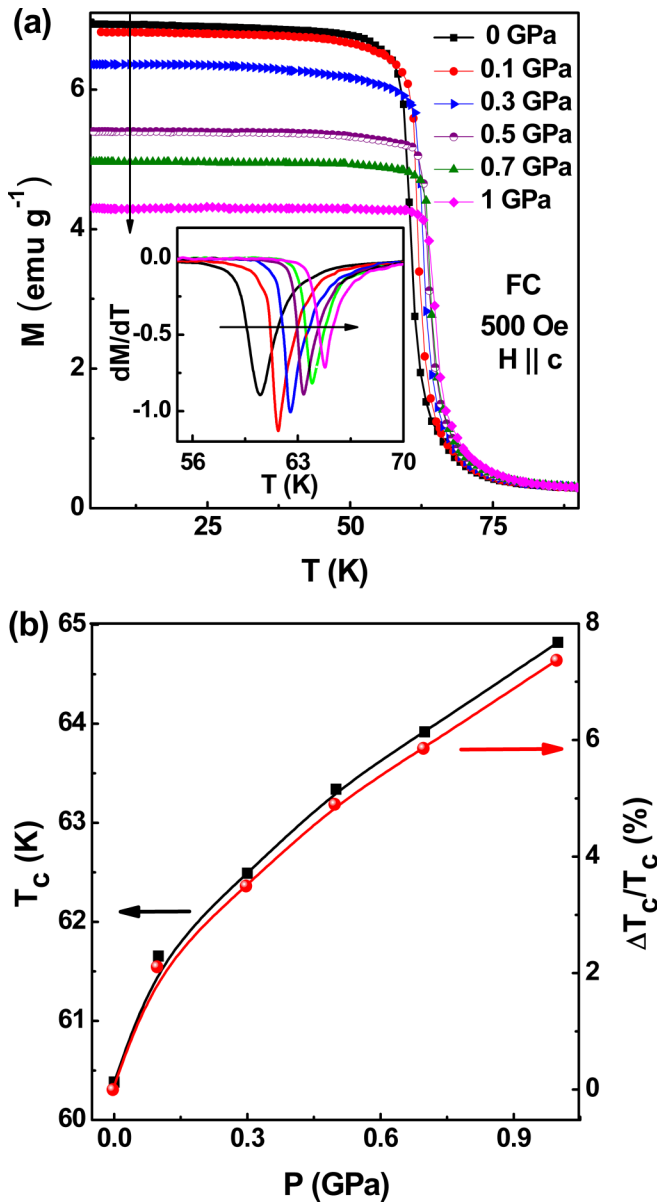 (a)
0 GPa
0.1 GPa
0.3 GPa
0.5 GPa
0.7 GPa
1 GPa
M (emu g⁻¹)
6
4
2
0
FC
500 Oe
H || c
dM/dT
0.0
-0.5
-1.0
56 63 70
T (K)
25 50 75
T (K)
(b)
T_C (K)
65
64
63
62
61
60
ΔT_C/T_C (%)
8
6
4
2
0
0.0 0.3 0.6 0.9
P (GPa)